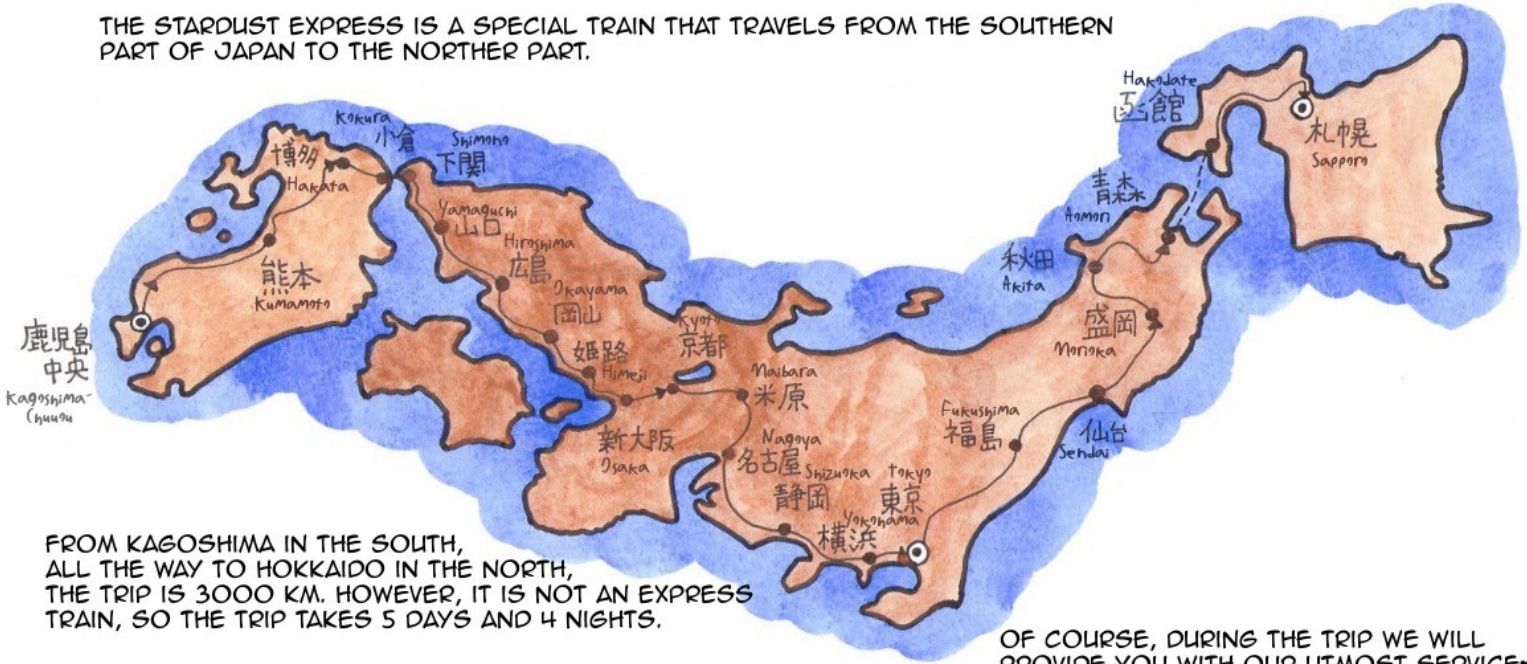 THE STARDUST EXPRESS IS A SPECIAL TRAIN THAT TRAVELS FROM THE SOUTHERN
PART OF JAPAN TO THE NORTHER PART.
Hakodate
函館
札幌
Sapporo
Kokura
小倉
Shimono
下関
博多
Hakata
青森
Aomori
Yamaguchi
山口
Hiroshima
広島
秋田
Akita
熊本
Kumamoto
Okayama
岡山
盛岡
Morioka
鹿児島
中央
Kagoshima-
Chuuou
Kyoto
京都
姫路
Himeji
Maibara
米原
Fukushima
福島
仙台
Sendai
新大阪
Osaka
Nagoya
名古屋
Shizuoka
静岡
Tokyo
東京
Yokohama
横浜
FROM KAGOSHIMA IN THE SOUTH,
ALL THE WAY TO HOKKAIDO IN THE NORTH,
THE TRIP IS 3000 KM. HOWEVER, IT IS NOT AN EXPRESS
TRAIN, SO THE TRIP TAKES 5 DAYS AND 4 NIGHTS.
OF COURSE, DURING THE TRIP WE WILL
PROVIDE YOU WITH OUR UTMOST SERVICE